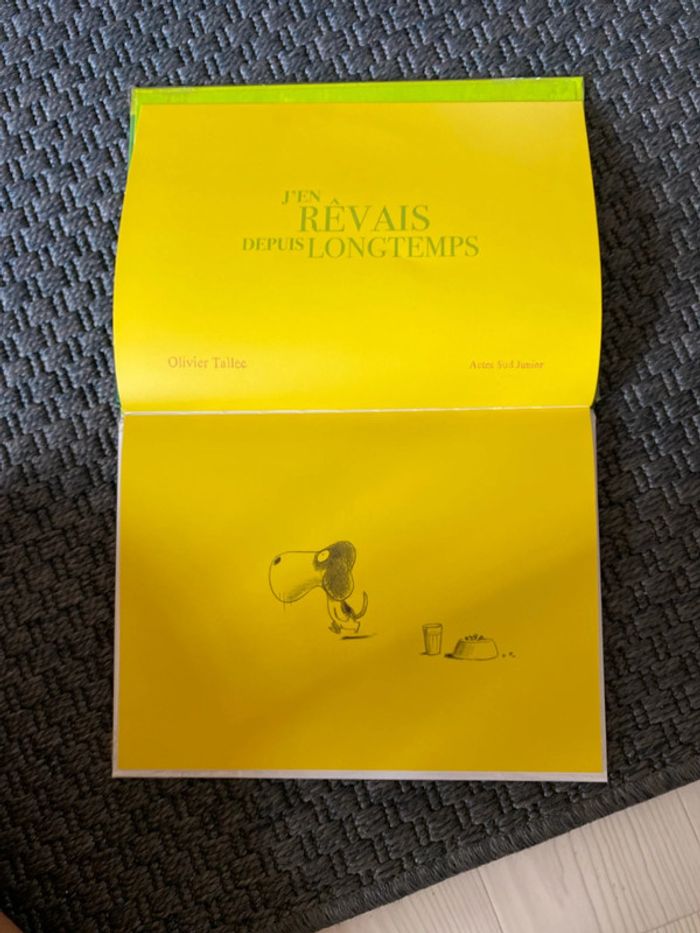 J'EN
RÊVAIS
DEPUIS LONGTEMPS
Olivier Tallec
Actes Sud Junior